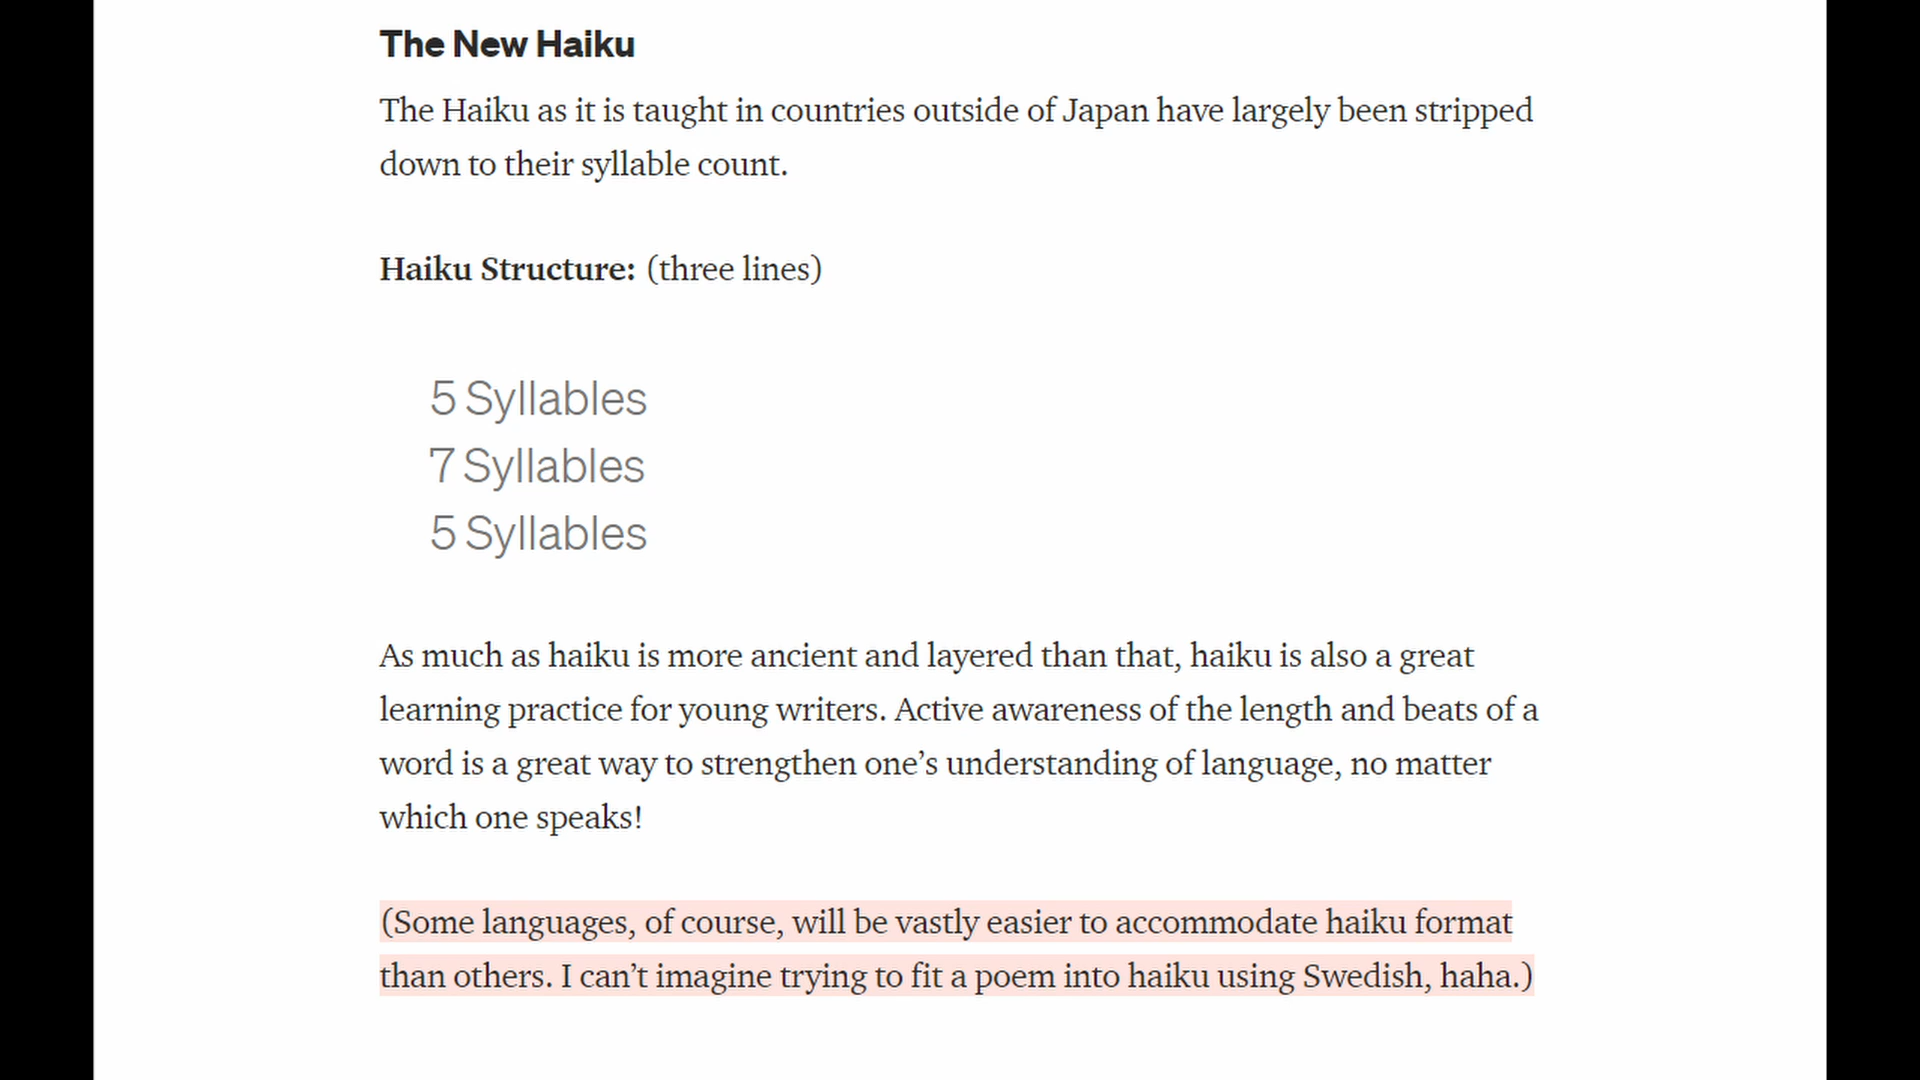 The New Haiku
The Haiku as it is taught in countries outside of Japan have largely been stripped
down to their syllable count.
Haiku Structure: (three lines)
5 Syllables
7 Syllables
5 Syllables
As much as haiku is more ancient and layered than that, haiku is also a great
learning practice for young writers. Active awareness of the length and beats of a
word is a great way to strengthen one’s understanding of language, no matter
which one speaks!
(Some languages, of course, will be vastly easier to accommodate haiku format
than others. I can’t imagine trying to fit a poem into haiku using Swedish, haha.)